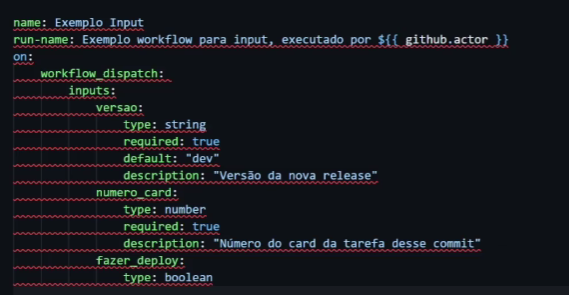 name: Exemplo Input
run-name: Exemplo workflow para input, executado por ${{ github.actor }}
on:
    workflow_dispatch:
        inputs:
            versao:
                type: string
                required: true
                default: "dev"
                description: "Versão da nova release"
            numero_card:
                type: number
                required: true
                description: "Número do card da tarefa desse commit"
            fazer_deploy:
                type: boolean